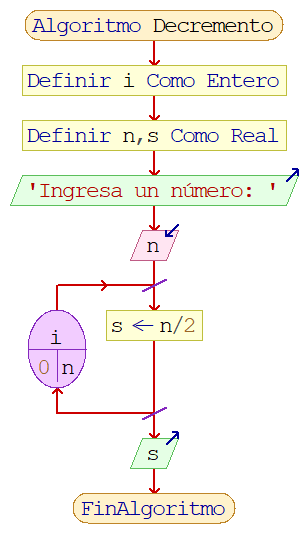 Algoritmo Decremento
Definir i Como Entero
Definir n,s Como Real
'Ingresa un número: '
n
i
0 n
s ← n/2
s
FinAlgoritmo